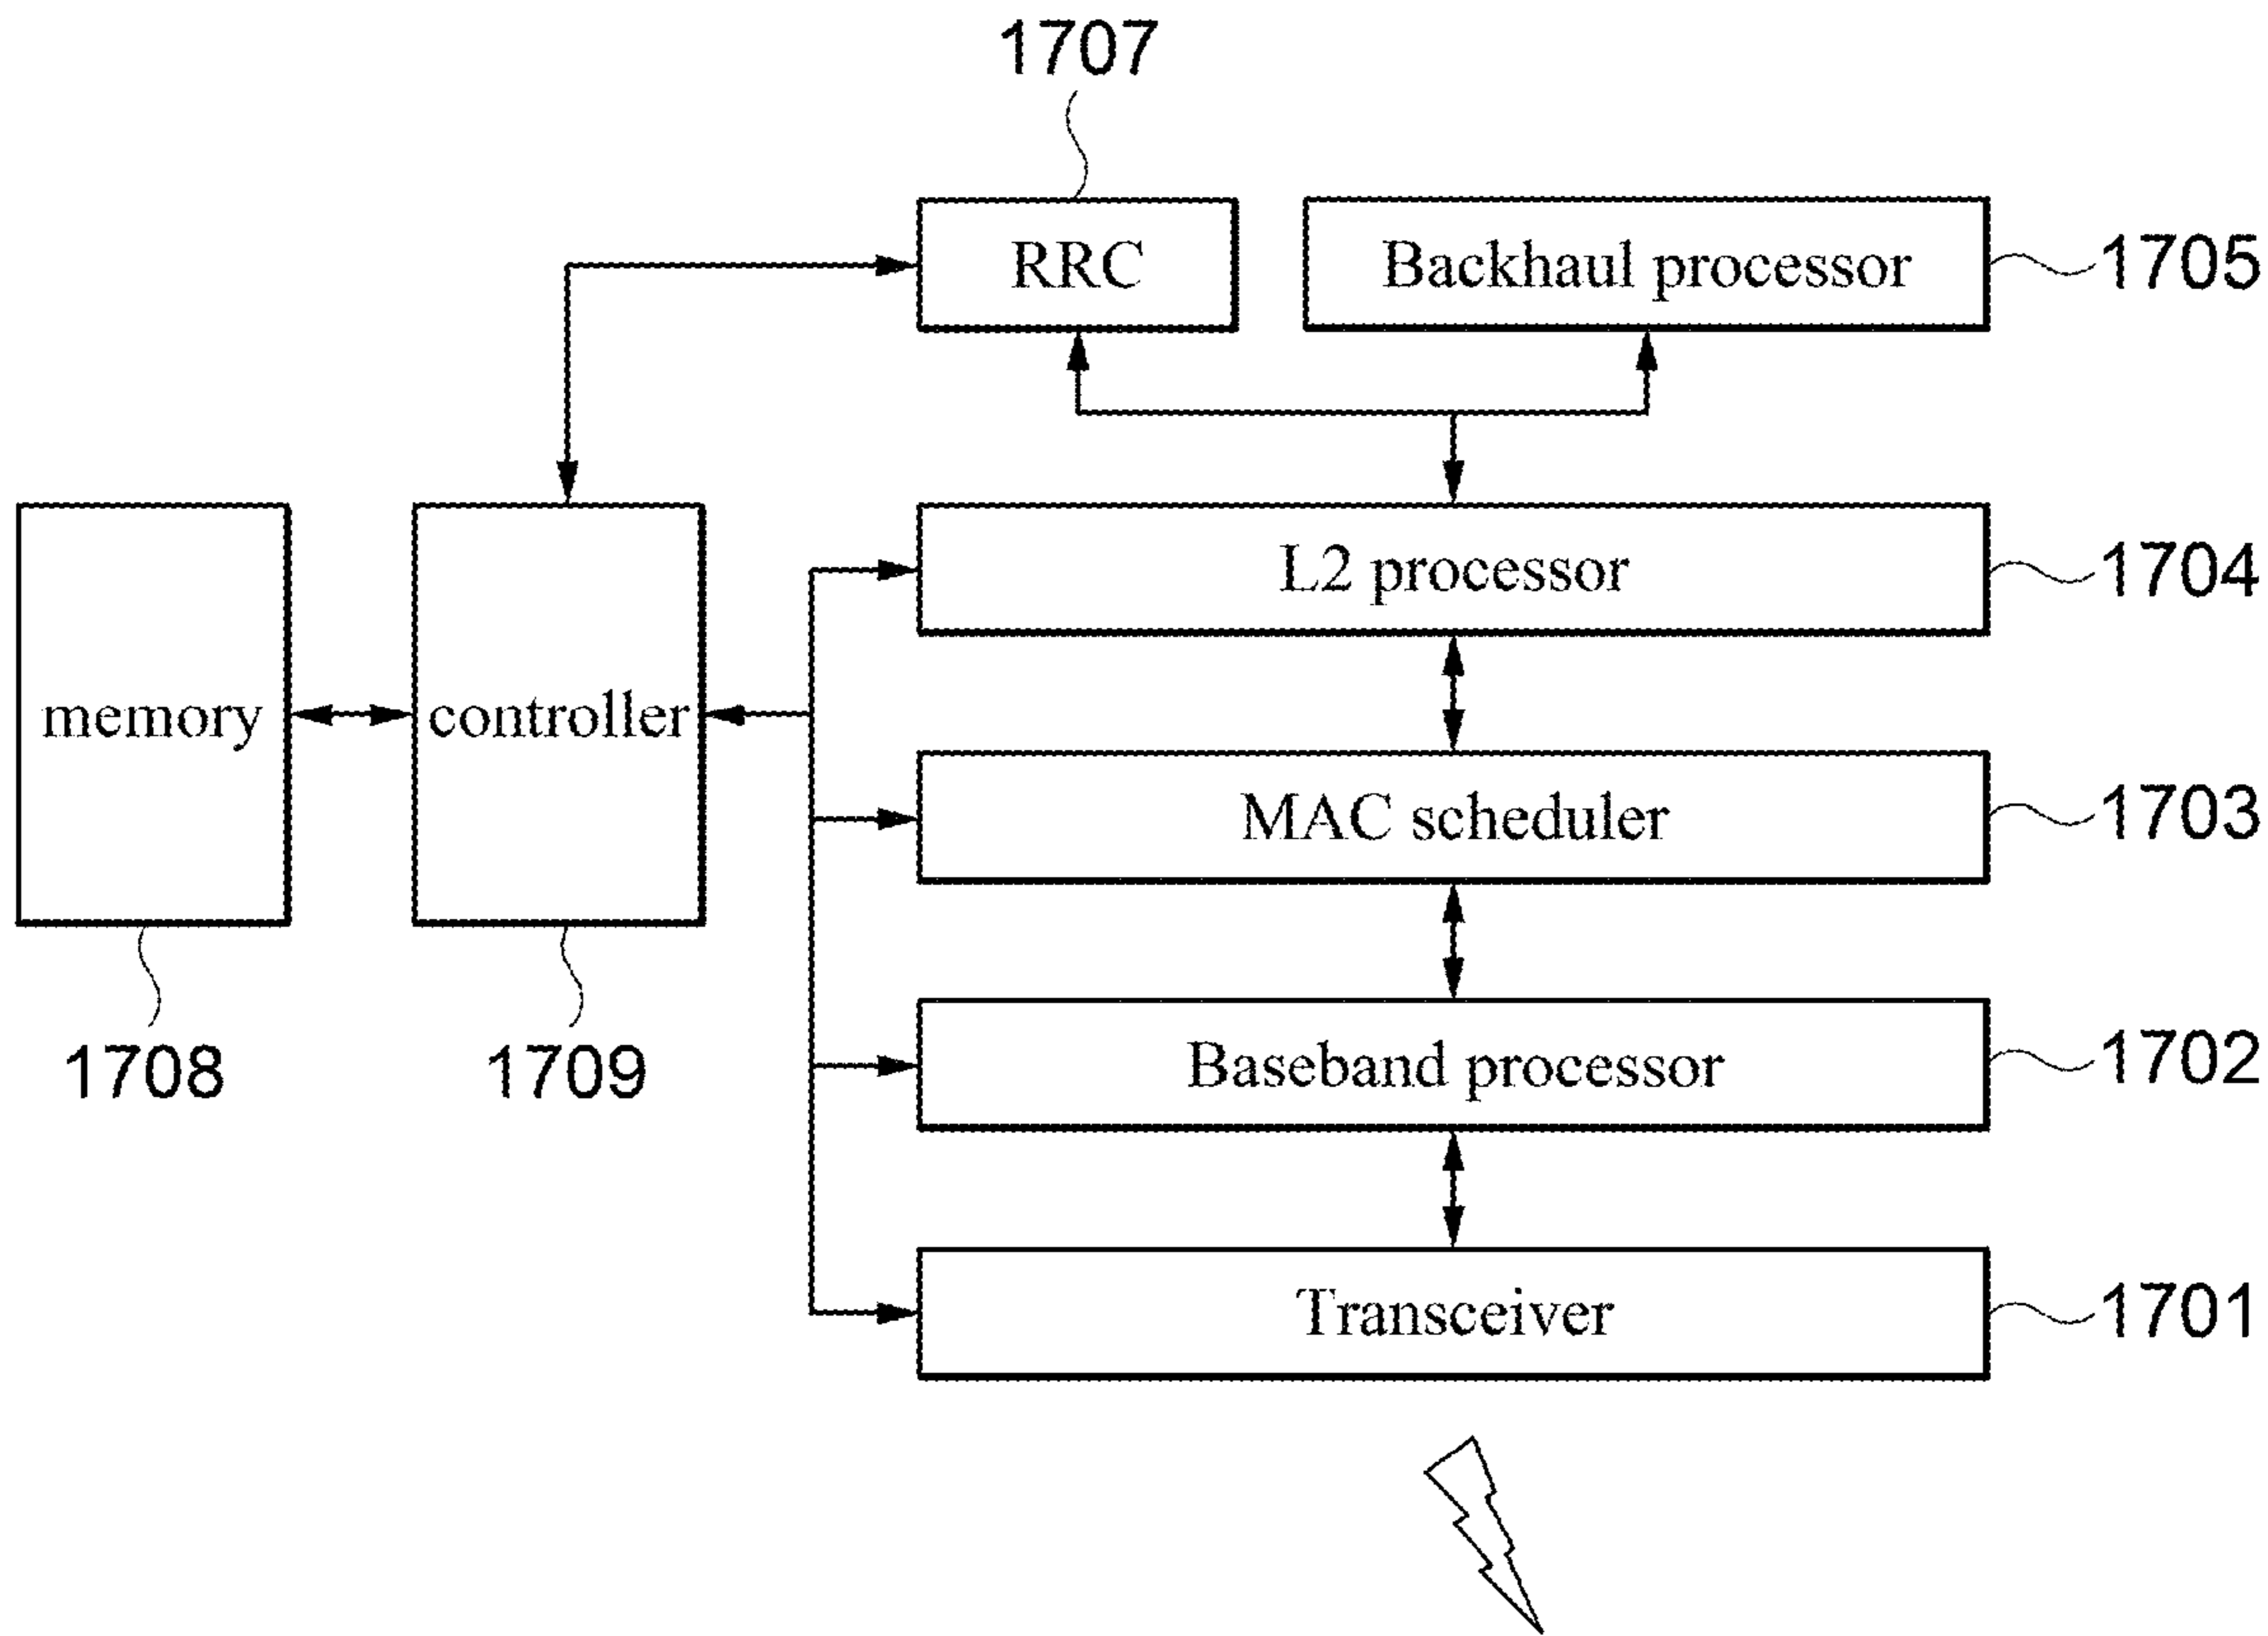 1707
RRC
Backhaul processor
1705
L2 processor
1704
memory
controller
MAC scheduler
1703
1708
1709
Baseband processor
1702
Transceiver
1701